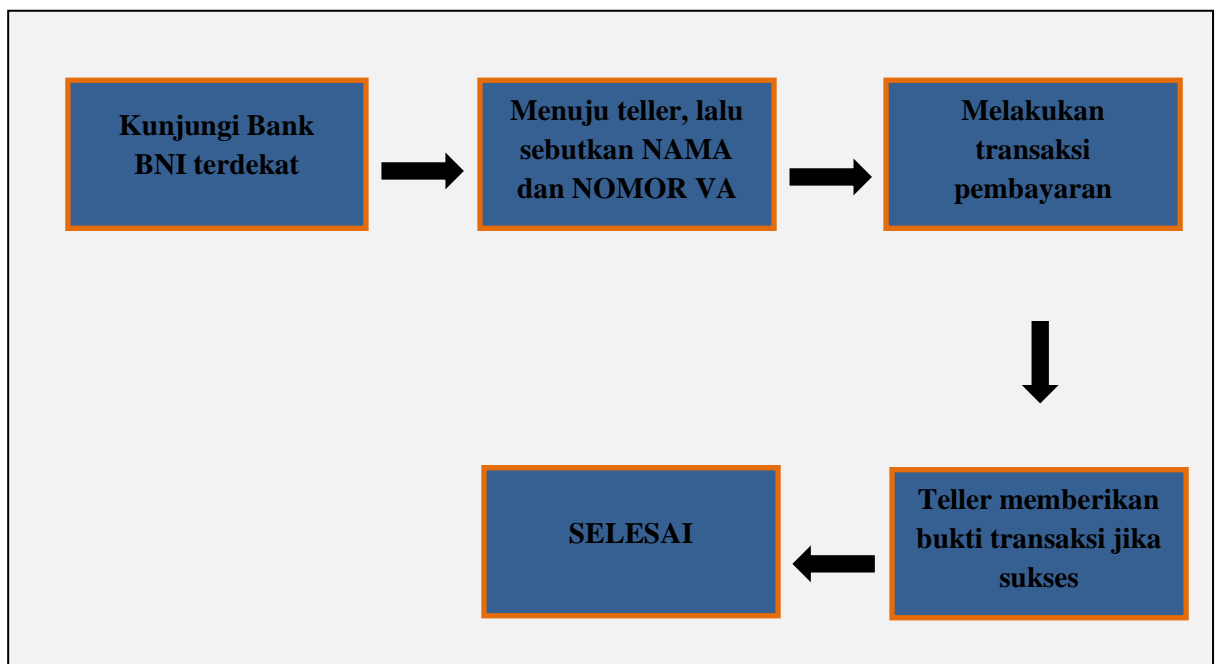 Kunjungi Bank
BNI terdekat
Menuju teller, lalu
sebutkan NAMA
dan NOMOR VA
Melakukan
transaksi
pembayaran
Teller memberikan
bukti transaksi jika
sukses
SELESAI